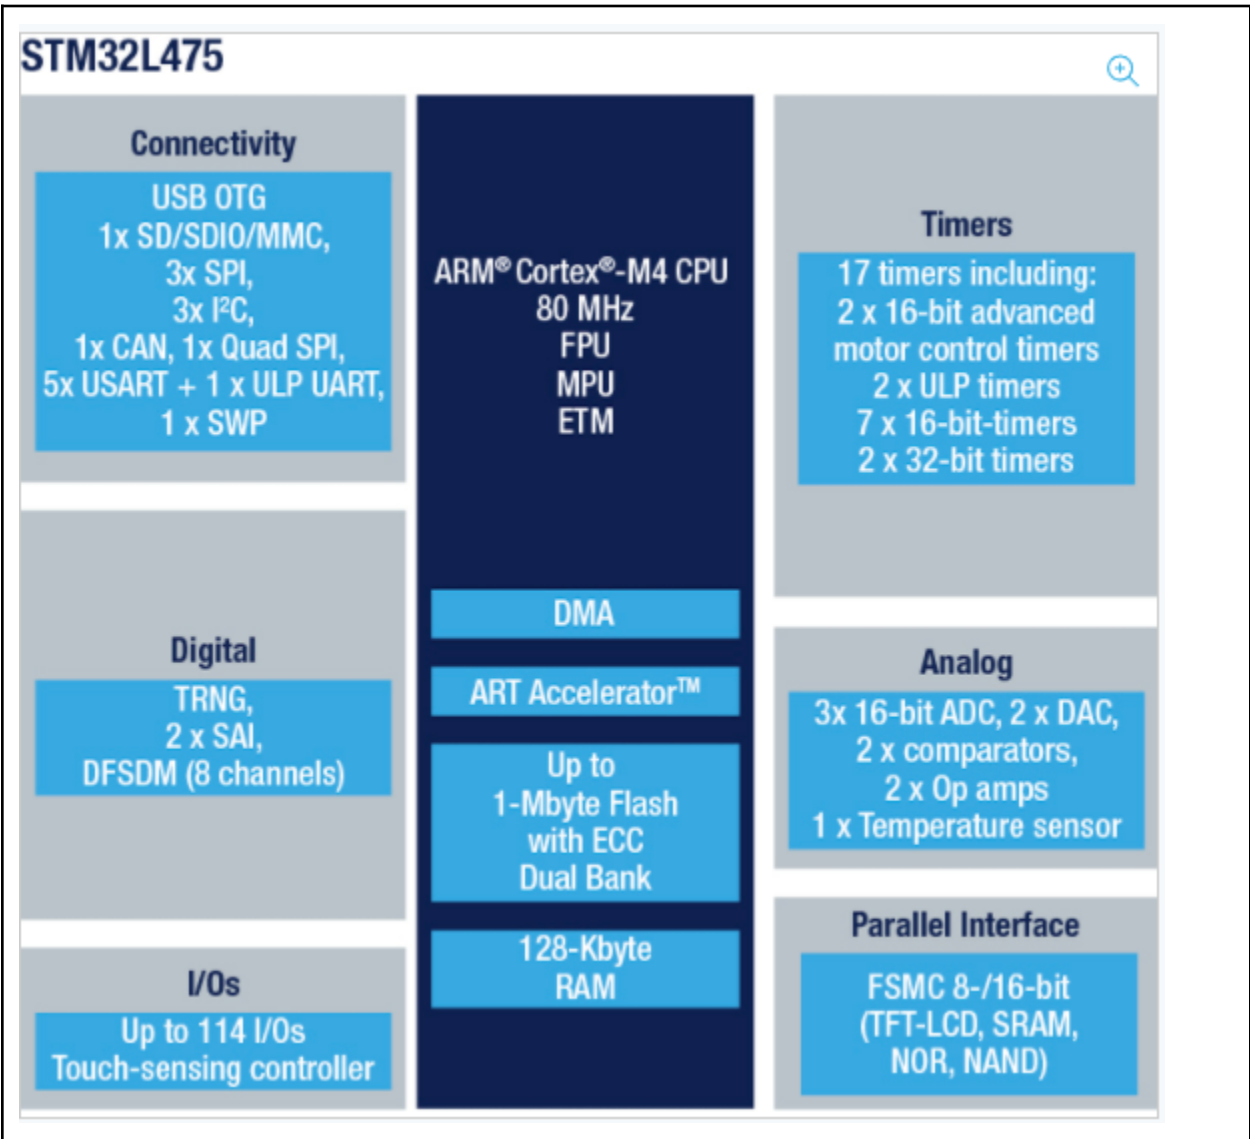 STM32L475
Connectivity
USB OTG
1x SD/SDIO/MMC,
3x SPI,
3x I²C,
1x CAN, 1x Quad SPI,
5x USART + 1 x ULP UART,
1 x SWP
Digital
TRNG,
2 x SAI,
DFSDM (8 channels)
I/Os
Up to 114 I/Os
Touch-sensing controller
ARM® Cortex®-M4 CPU
80 MHz
FPU
MPU
ETM
DMA
ART Accelerator™
Up to
1-Mbyte Flash
with ECC
Dual Bank
128-Kbyte
RAM
Timers
17 timers including:
2 x 16-bit advanced
motor control timers
2 x ULP timers
7 x 16-bit-timers
2 x 32-bit timers
Analog
3x 16-bit ADC, 2 x DAC,
2 x comparators,
2 x Op amps
1 x Temperature sensor
Parallel Interface
FSMC 8-/16-bit
(TFT-LCD, SRAM,
NOR, NAND)